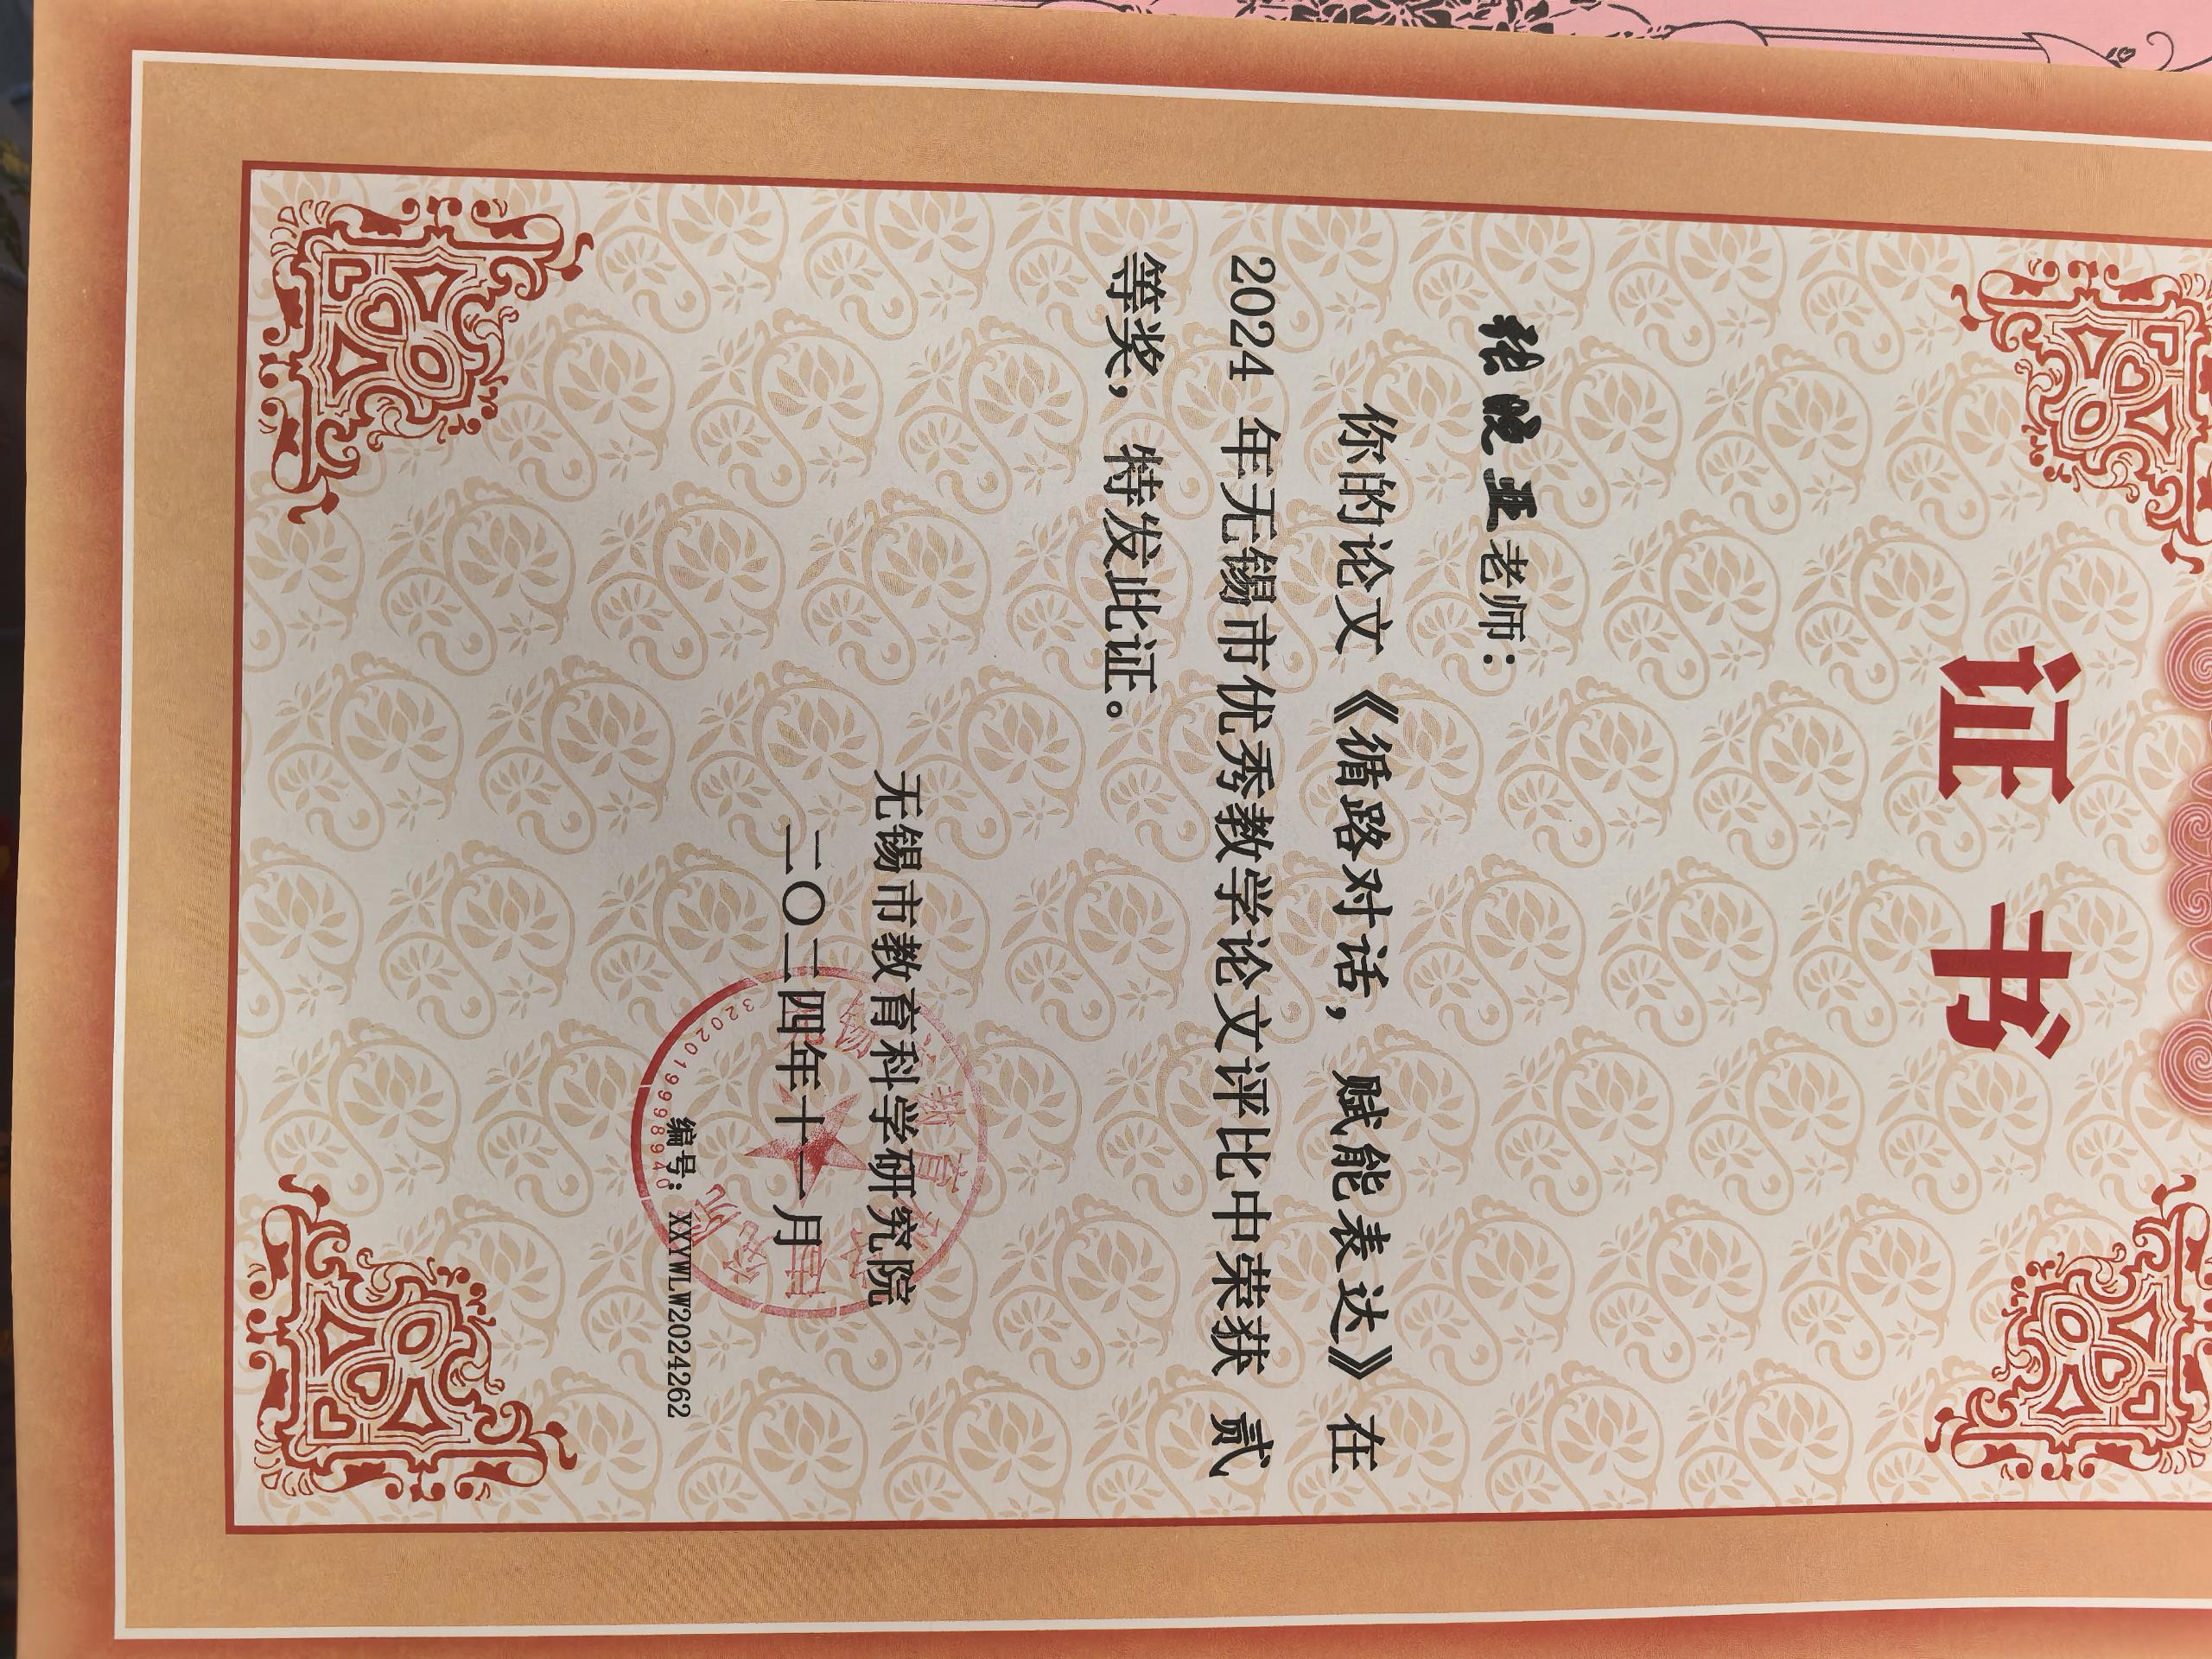 证书
张晓亚老师：
你的论文《循路对话，赋能表达》在
2024 年无锡市优秀教学论文评比中荣获 贰
等奖，特发此证。
无锡市教育科学研究院
二〇二四年十一月
编号：XXYWLW2024262